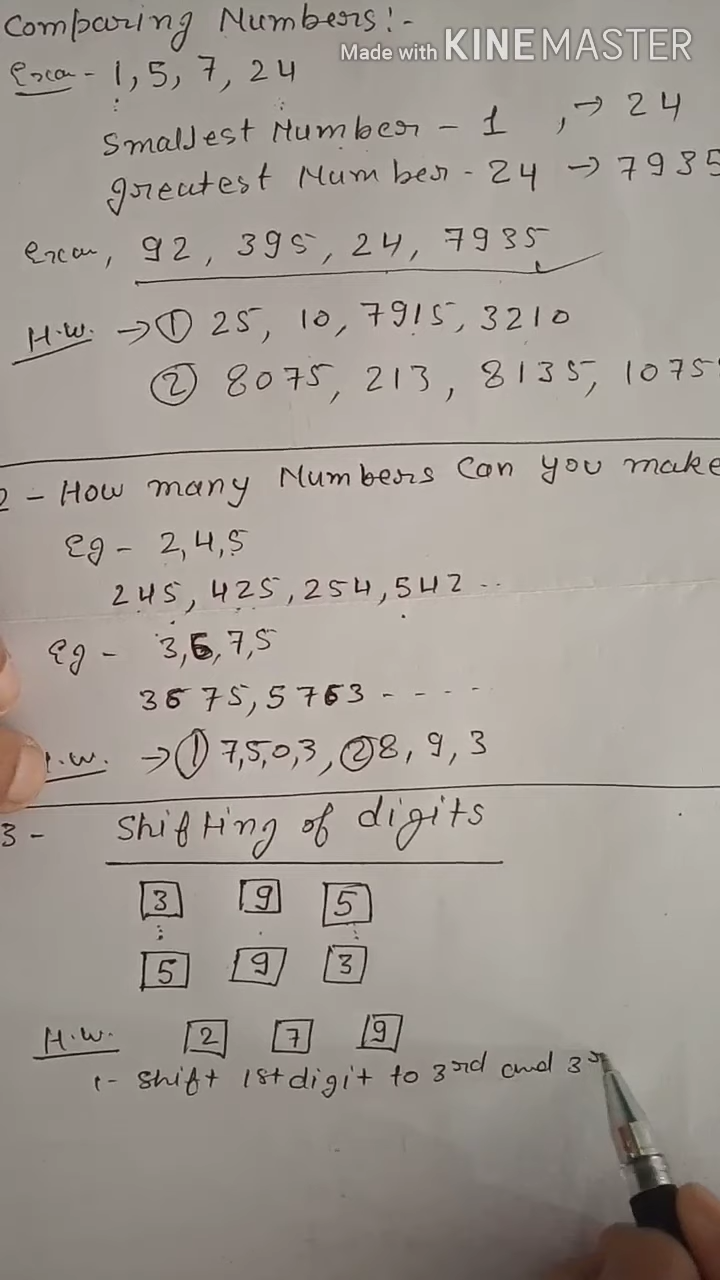 Comparing Numbers:-
Made with KINEMASTER
- 1, 5, 7, 24
Smallest Number - 1 , → 24
greatest Number - 24 → 7935
92, 395, 24, 7935
H.W. → ① 25, 10, 7915, 3210
② 8075, 213, 8135, 1075
2 - How many Numbers Can you make
Eg - 2,4,5
245, 425, 254, 542 ..
Eg - 3,6,7,5
3675, 5763 - - - - -
.W. → ① 7,5,0,3, ② 8, 9, 3
3 - Shifting of digits
3 9 5
5 9 3
H.W. 2 7 9
1- Shift 1st digit to 3rd and 3r